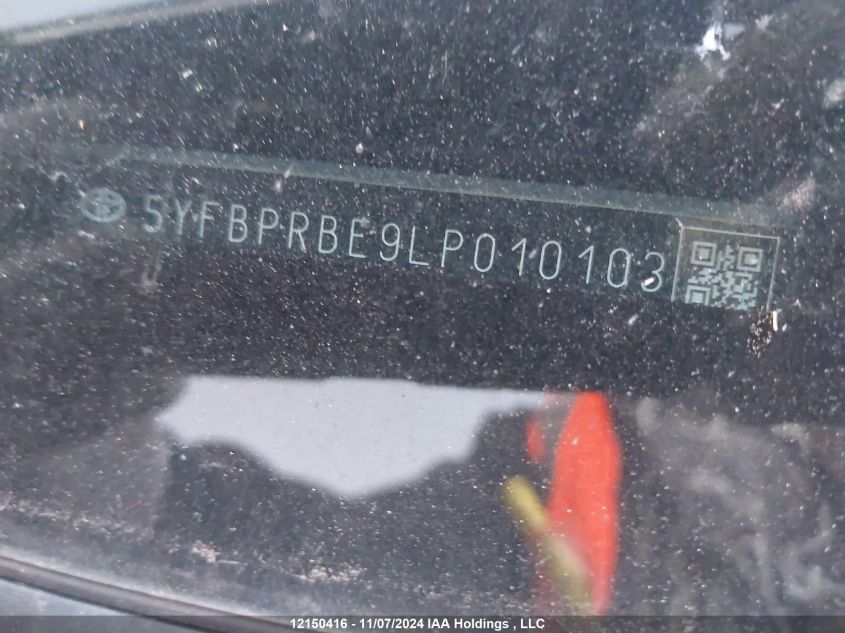 5YFBPRBE9LP010103
12150416 - 11/07/2024 IAA Holdings , LLC